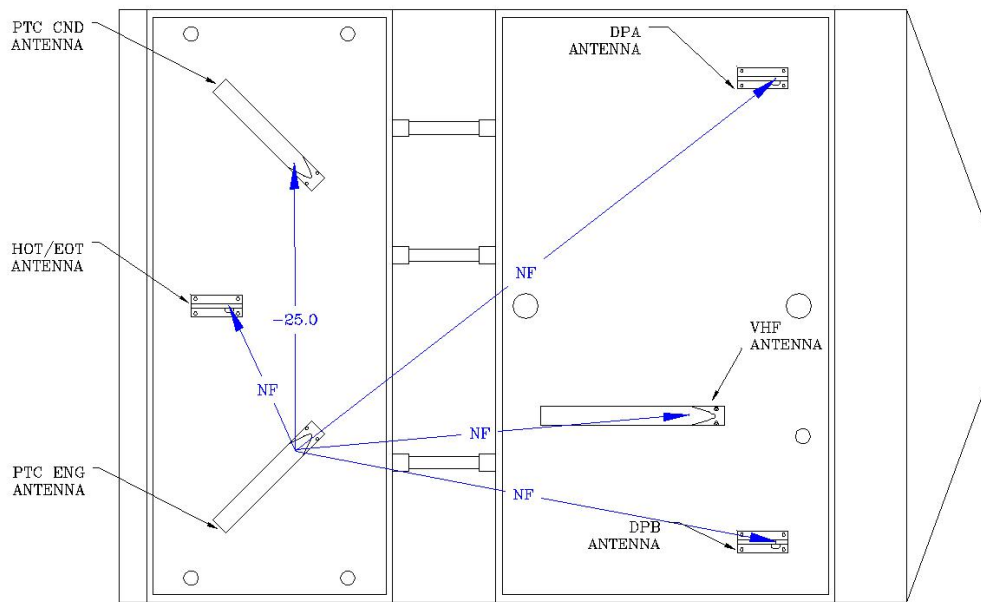 PTC CND
ANTENNA
DPA
ANTENNA
HOT/EOT
ANTENNA
NF
-25.0
VHF
ANTENNA
NF
NF
PTC ENG
ANTENNA
NF
DPB
ANTENNA